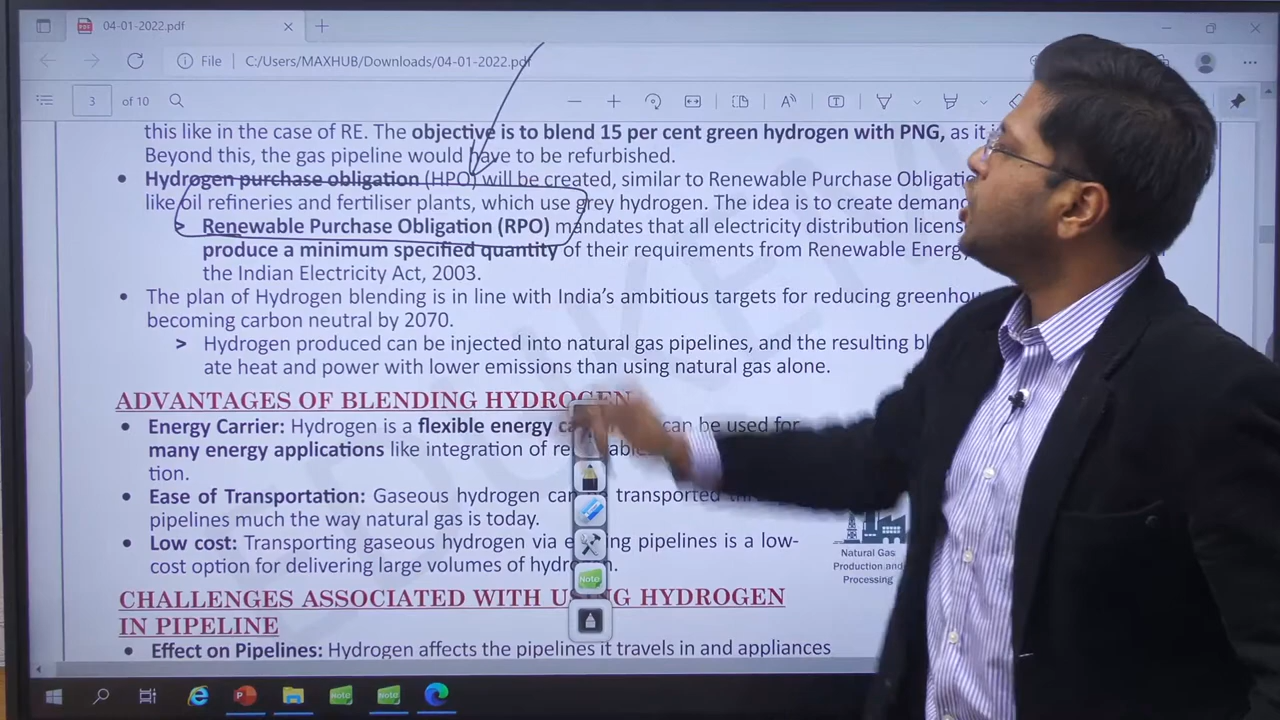 04-01-2022.pdf
File C:/Users/MAXHUB/Downloads/04-01-2022.pdf
3 of 10
this like in the case of RE. The objective is to blend 15 per cent green hydrogen with PNG, as it
Beyond this, the gas pipeline would have to be refurbished.
• Hydrogen purchase obligation (HPO) will be created, similar to Renewable Purchase
like oil refineries and fertiliser plants, which use grey hydrogen. The idea is to create
> Renewable Purchase Obligation (RPO) mandates that all electricity distribution
produce a minimum specified quantity of their requirements from Renewable
the Indian Electricity Act, 2003.
• The plan of Hydrogen blending is in line with India's ambitious targets for reducing
becoming carbon neutral by 2070.
> Hydrogen produced can be injected into natural gas pipelines, and the resulting
ate heat and power with lower emissions than using natural gas alone.
ADVANTAGES OF BLENDING HYDROGEN
• Energy Carrier: Hydrogen is a flexible energy can be used for
many energy applications like integration of
tion.
• Ease of Transportation: Gaseous hydrogen can transported
pipelines much the way natural gas is today.
• Low cost: Transporting gaseous hydrogen via pipelines is a low-
cost option for delivering large volumes of
Natural Gas
Production and
Processing
CHALLENGES ASSOCIATED WITH USING HYDROGEN
IN PIPELINE
• Effect on Pipelines: Hydrogen affects the pipelines it travels in and appliances
Note